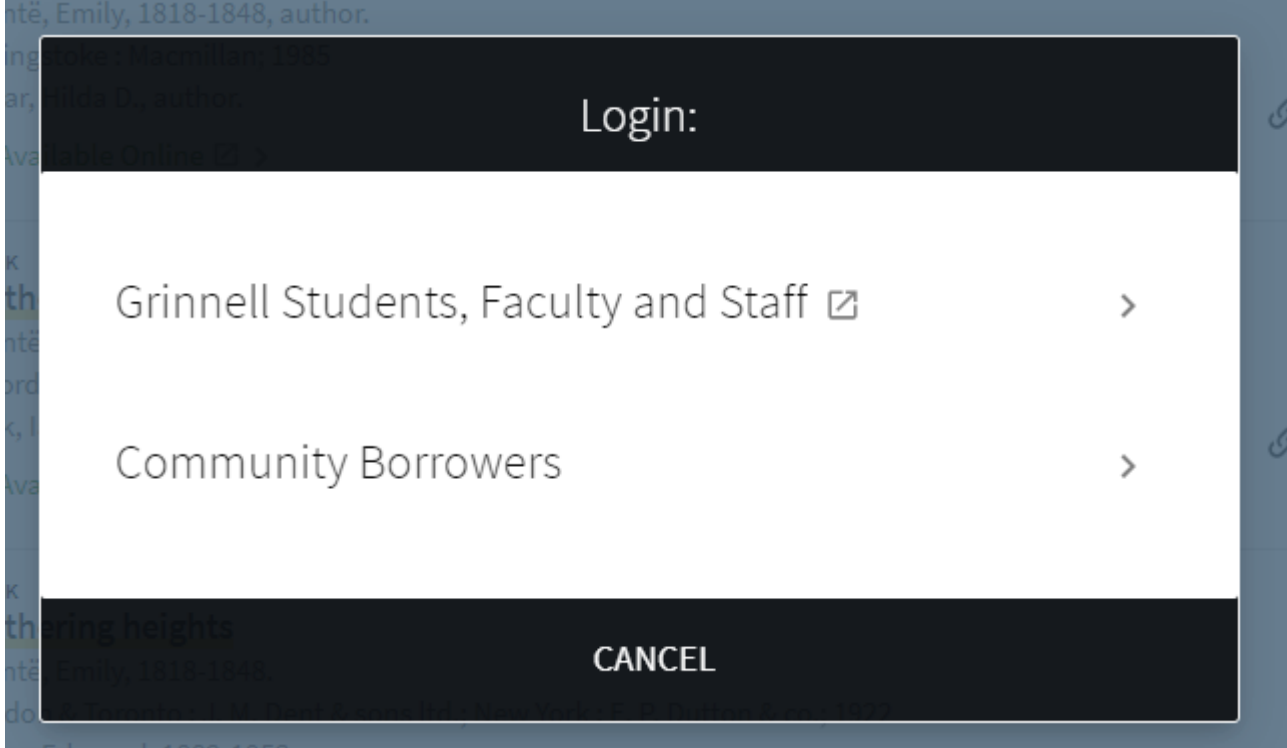 ntë, Emily, 1818-1848, author.
ingstoke : Macmillan; 1985
ar, Hilda D., author.
Available Online
Login:
Grinnell Students, Faculty and Staff
Community Borrowers
thering heights
ntë, Emily, 1818-1848.
don & Toronto : J. M. Dent & sons ltd ; New York : E. P. Dutton & co ; 1922
CANCEL